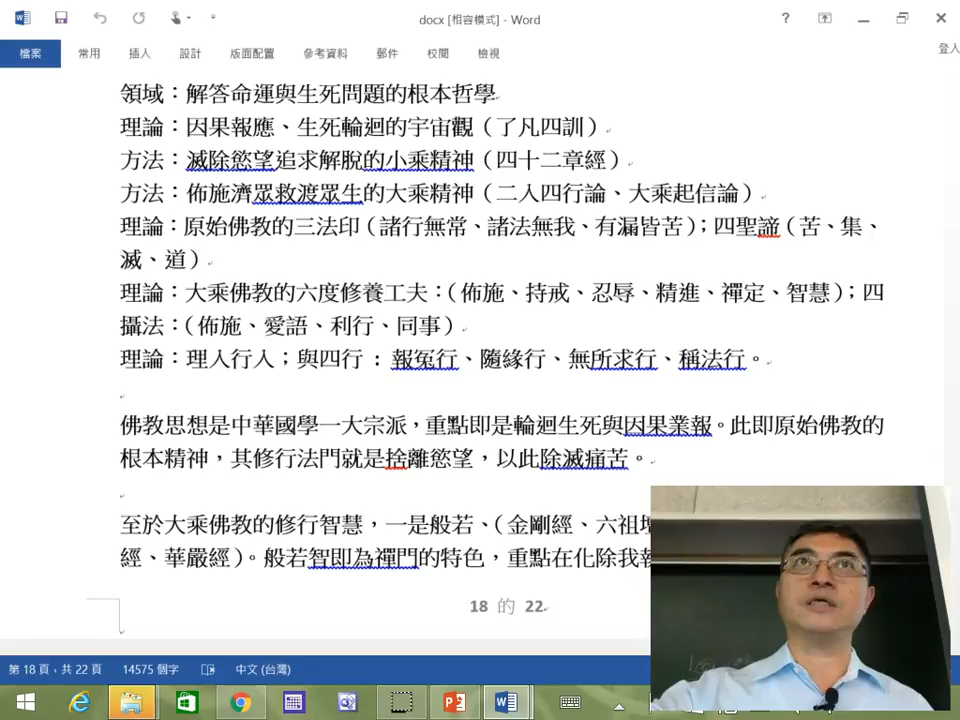 docx [相容模式] - Word
?
登入
檔案 常用 插入 設計 版面配置 參考資料 郵件 校閱 檢視
領域：解答命運與生死問題的根本哲學
理論：因果報應、生死輪迴的宇宙觀（了凡四訓）
方法：滅除慾望追求解脫的小乘精神（四十二章經）
方法：佈施濟眾救渡眾生的大乘精神（二入四行論、大乘起信論）
理論：原始佛教的三法印（諸行無常、諸法無我、有漏皆苦）；四聖諦（苦、集、
滅、道）
理論：大乘佛教的六度修養工夫：（佈施、持戒、忍辱、精進、禪定、智慧）；四
攝法：（佈施、愛語、利行、同事）
理論：理入行入；與四行：報冤行、隨緣行、無所求行、稱法行。
佛教思想是中華國學一大宗派，重點即是輪迴生死與因果業報。此即原始佛教的
根本精神，其修行法門就是捨離慾望，以此除滅痛苦。
至於大乘佛教的修行智慧，一是般若、（金剛經、六祖壇
經、華嚴經）。般若智即為禪門的特色，重點在化除我執
18 的 22
第 18 頁，共 22 頁 14575 個字 中文 (台灣)